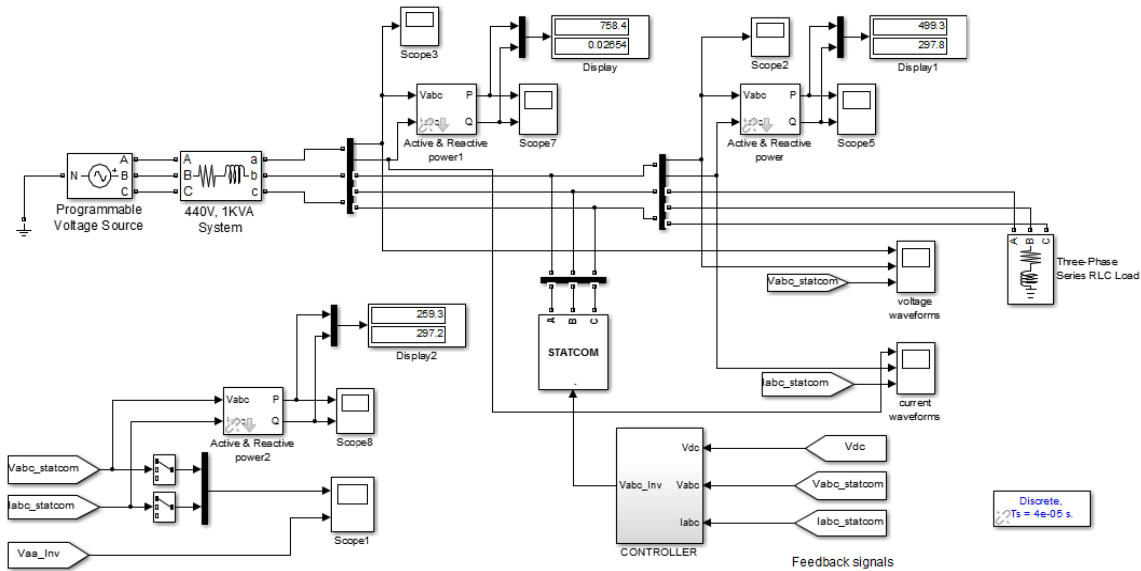 Scope3
758.4
0.02654
Display
Scope2
499.3
297.8
Display1
Vabc
P
Q
Active & Reactive
power1
Scope7
Vabc
P
Q
Active & Reactive
power
Scope5
N
A
B
C
Programmable
Voltage Source
A
B
C
a
b
c
440V, 1KVA
System
A
B
C
Three-Phase
Series RLC Load
Vabc_statcom
voltage
waveforms
259.3
297.2
Display2
A
B
C
STATCOM
Iabc_statcom
current
waveforms
Vabc
P
Q
Active & Reactive
power2
Scope8
Vabc_statcom
Iabc_statcom
Vaa_Inv
Scope1
Vabc_Inv
Vdc
Vabc
Iabc
CONTROLLER
Vdc
Vabc_statcom
Iabc_statcom
Feedback signals
Discrete,
Ts = 4e-05 s.